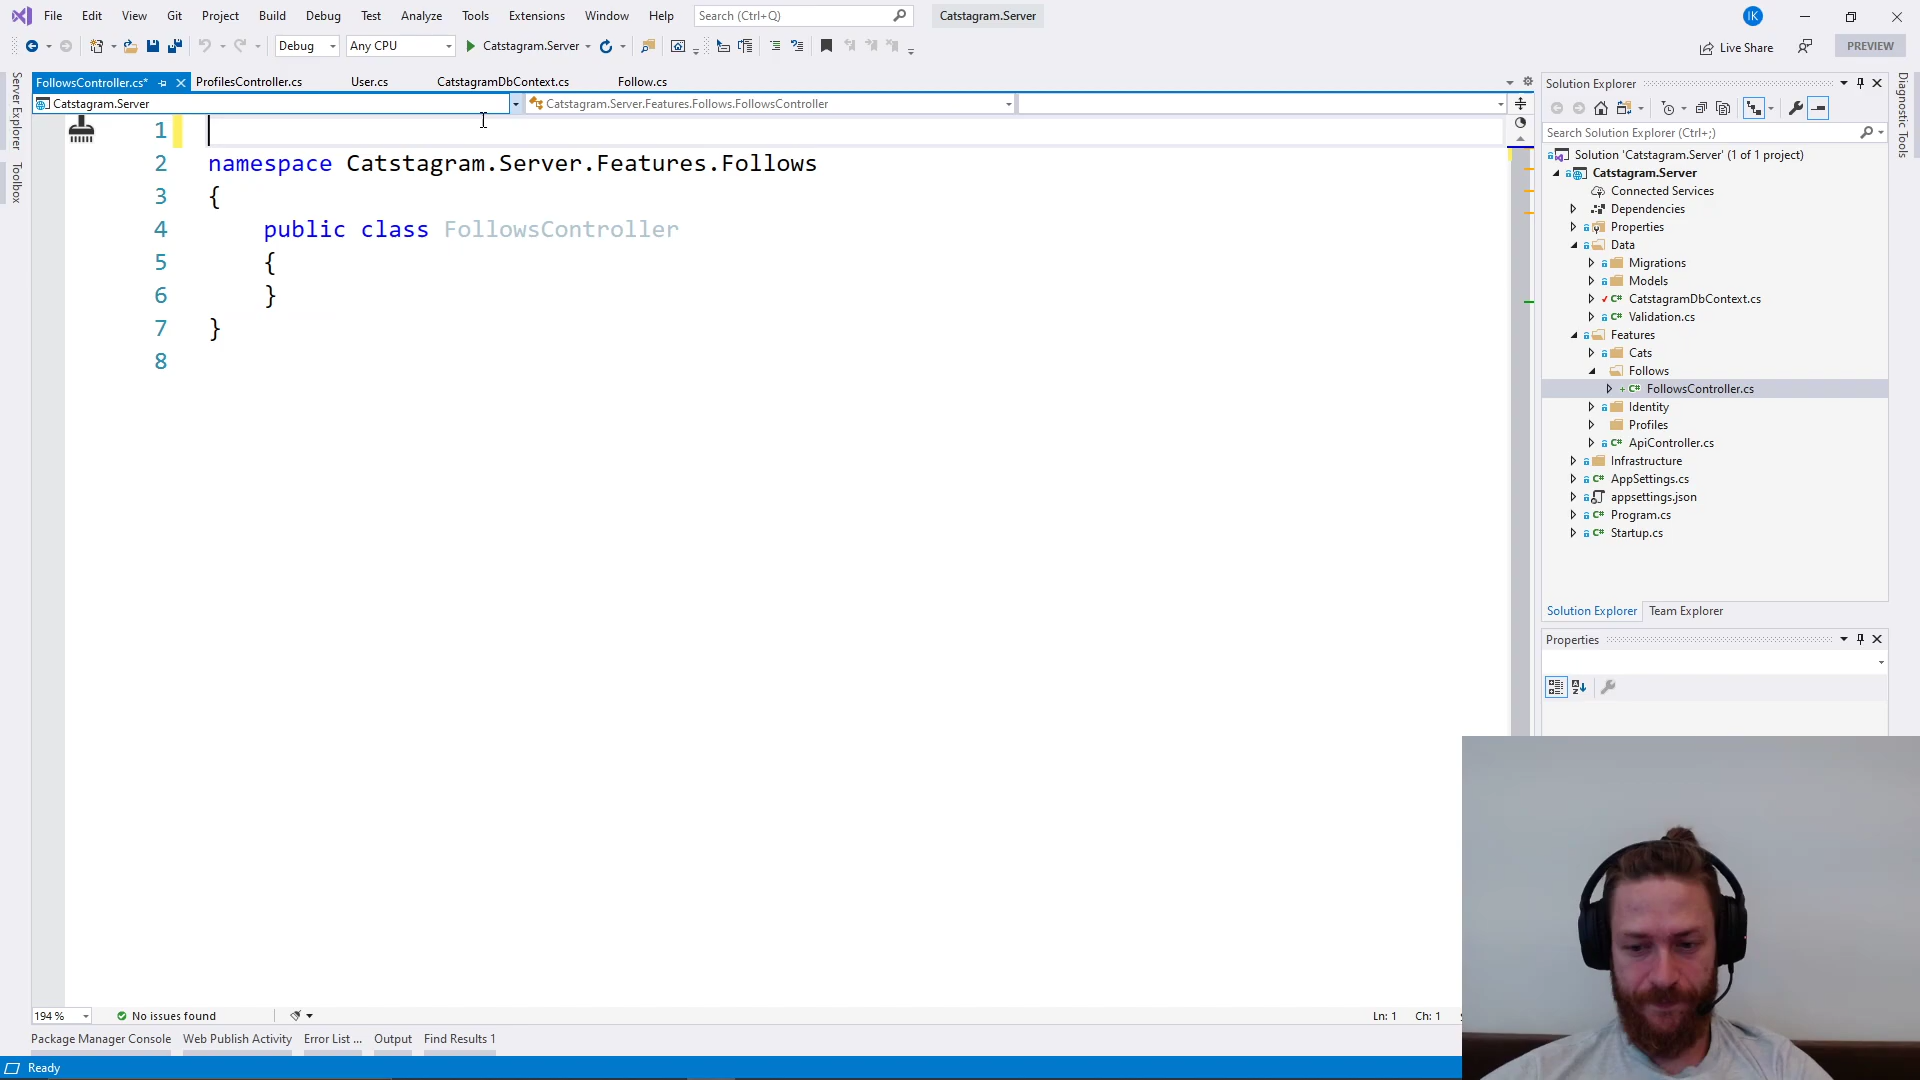 File Edit View Git Project Build Debug Test Analyze Tools Extensions Window Help Search (Ctrl+Q) Catstagram.Server IK
Debug Any CPU Catstagram.Server Live Share PREVIEW
FollowsController.cs* ProfilesController.cs User.cs CatstagramDbContext.cs Follow.cs
Catstagram.Server Catstagram.Server.Features.Follows.FollowsController
Server Explorer
Toolbox
1
2 namespace Catstagram.Server.Features.Follows
3 {
4 public class FollowsController
5 {
6 }
7 }
8
Solution Explorer
Search Solution Explorer (Ctrl+;)
Solution 'Catstagram.Server' (1 of 1 project)
Catstagram.Server
Connected Services
Dependencies
Properties
Data
Migrations
Models
C# CatstagramDbContext.cs
C# Validation.cs
Features
Cats
Follows
C# FollowsController.cs
Identity
Profiles
C# ApiController.cs
Infrastructure
C# AppSettings.cs
appsettings.json
C# Program.cs
C# Startup.cs
Solution Explorer Team Explorer
Properties
Diagnostic Tools
194 % No issues found Ln: 1 Ch: 1
Package Manager Console Web Publish Activity Error List ... Output Find Results 1
Ready